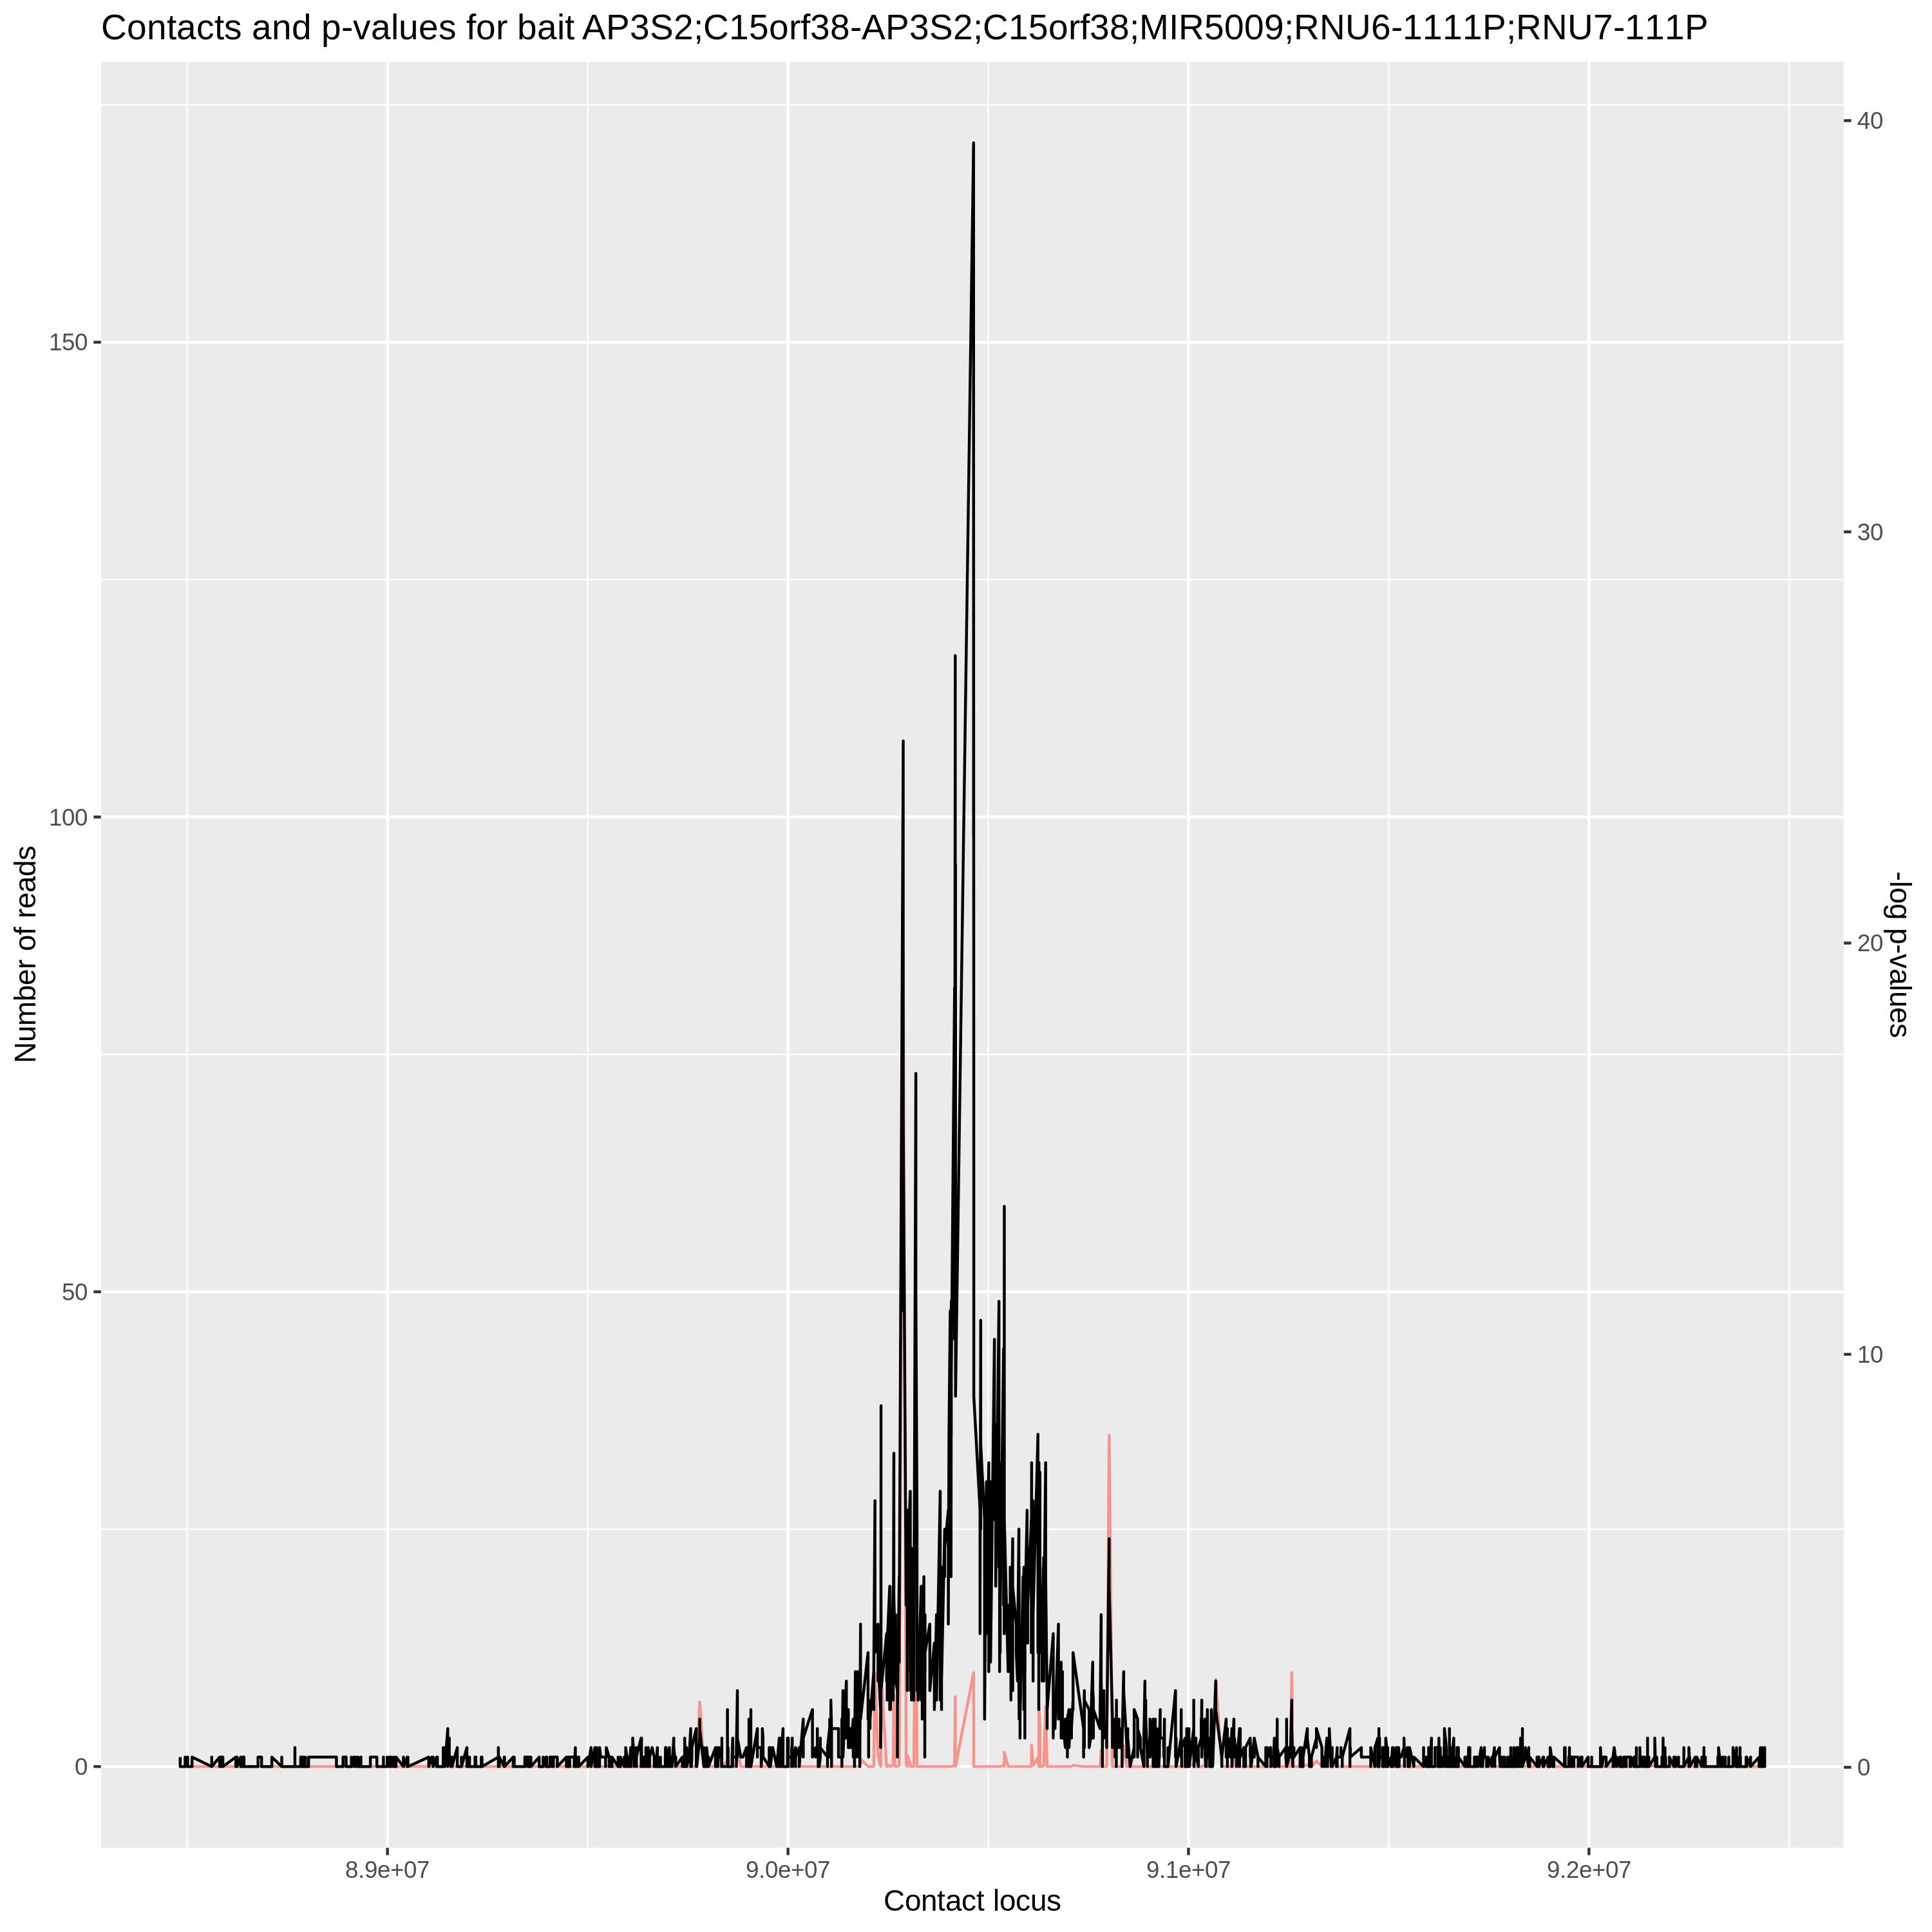 Contacts and p-values for bait AP3S2;C15orf38-AP3S2;C15orf38;MIR5009;RNU6-1111P;RNU7-111P
40
150
30
100
Number of reads
-log p-values
20
50
10
0
0
8.9e+07
9.0e+07
9.1e+07
9.2e+07
Contact locus